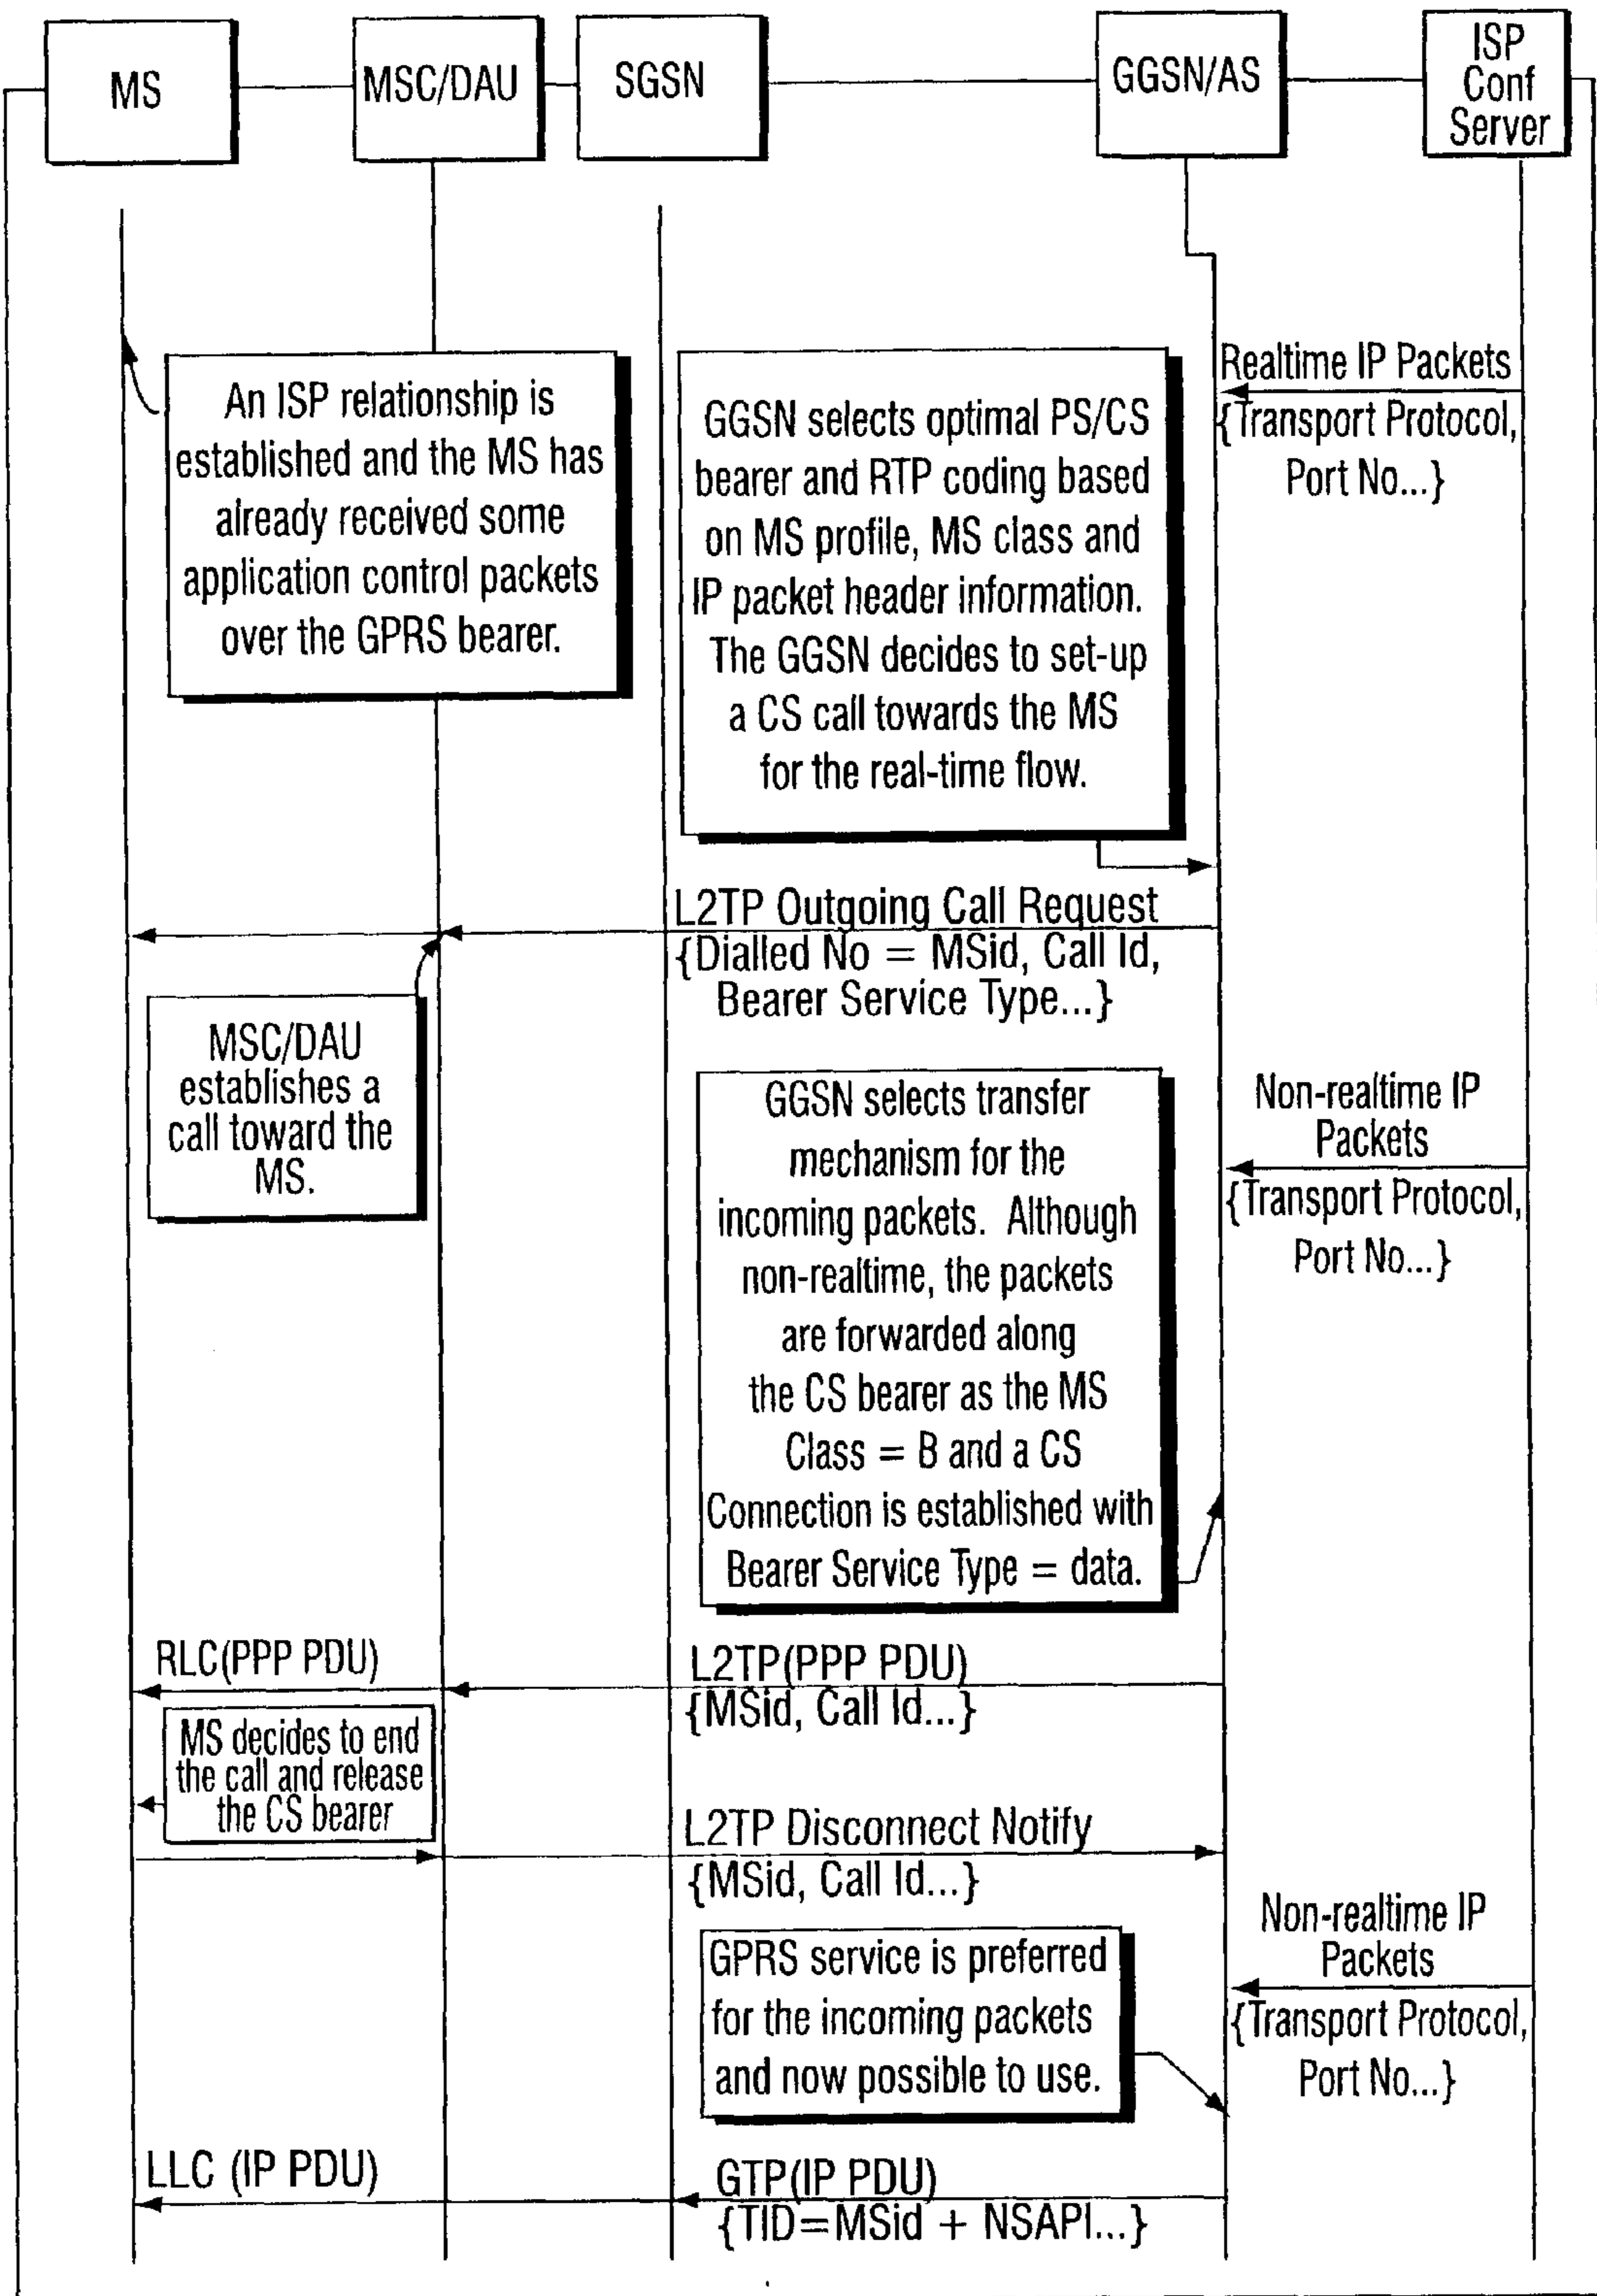 MS
MSC/DAU
SGSN
GGSN/AS
ISP
Conf
Server
An ISP relationship is
established and the MS has
already received some
application control packets
over the GPRS bearer.
GGSN selects optimal PS/CS
bearer and RTP coding based
on MS profile, MS class and
IP packet header information.
The GGSN decides to set-up
a CS call towards the MS
for the real-time flow.
Realtime IP Packets
{Transport Protocol,
Port No...}
L2TP Outgoing Call Request
{Dialled No = MSid, Call Id,
Bearer Service Type...}
MSC/DAU
establishes a
call toward the
MS.
GGSN selects transfer
mechanism for the
incoming packets. Although
non-realtime, the packets
are forwarded along
the CS bearer as the MS
Class = B and a CS
Connection is established with
Bearer Service Type = data.
Non-realtime IP
Packets
{Transport Protocol,
Port No...}
RLC(PPP PDU)
L2TP(PPP PDU)
{MSid, Call Id...}
MS decides to end
the call and release
the CS bearer
L2TP Disconnect Notify
{MSid, Call Id...}
GPRS service is preferred
for the incoming packets
and now possible to use.
Non-realtime IP
Packets
{Transport Protocol,
Port No...}
LLC (IP PDU)
GTP(IP PDU)
{TID=MSid + NSAPI...}